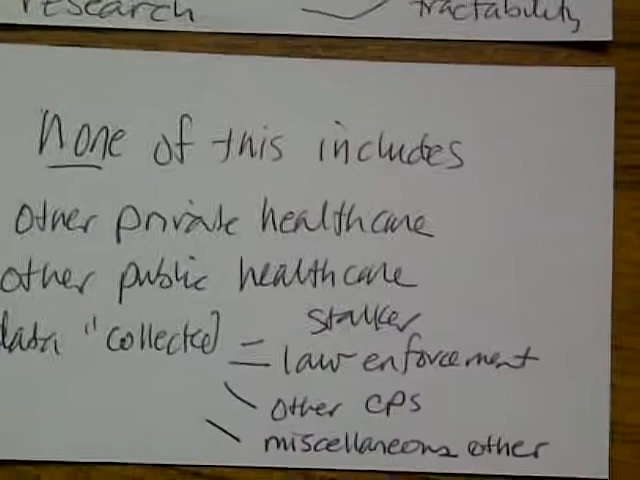 research tractability
none of this includes
other private healthcare
other public healthcare
stalker
data "collected = law enforcement
other CPS
miscellaneous other